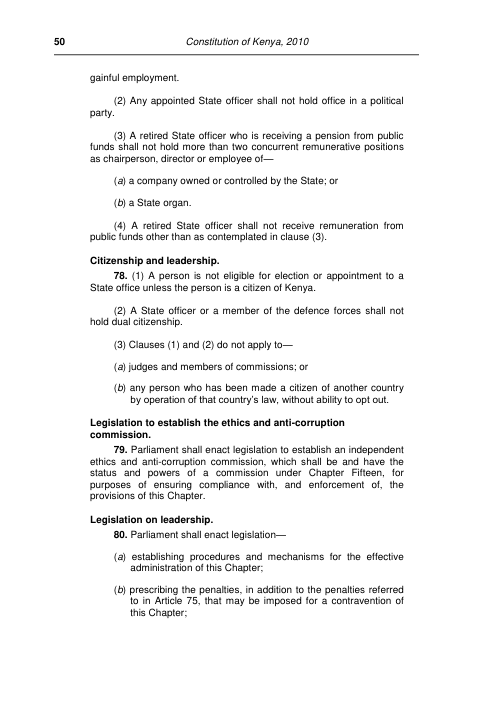 50 Constitution of Kenya, 2010
gainful employment.
(2) Any appointed State officer shall not hold office in a political
party.
(3) A retired State officer who is receiving a pension from public
funds shall not hold more than two concurrent remunerative positions
as chairperson, director or employee of—
(a) a company owned or controlled by the State; or
(b) a State organ.
(4) A retired State officer shall not receive remuneration from
public funds other than as contemplated in clause (3).
Citizenship and leadership.
78. (1) A person is not eligible for election or appointment to a
State office unless the person is a citizen of Kenya.
(2) A State officer or a member of the defence forces shall not
hold dual citizenship.
(3) Clauses (1) and (2) do not apply to—
(a) judges and members of commissions; or
(b) any person who has been made a citizen of another country
by operation of that country’s law, without ability to opt out.
Legislation to establish the ethics and anti-corruption
commission.
79. Parliament shall enact legislation to establish an independent
ethics and anti-corruption commission, which shall be and have the
status and powers of a commission under Chapter Fifteen, for
purposes of ensuring compliance with, and enforcement of, the
provisions of this Chapter.
Legislation on leadership.
80. Parliament shall enact legislation—
(a) establishing procedures and mechanisms for the effective
administration of this Chapter;
(b) prescribing the penalties, in addition to the penalties referred
to in Article 75, that may be imposed for a contravention of
this Chapter;